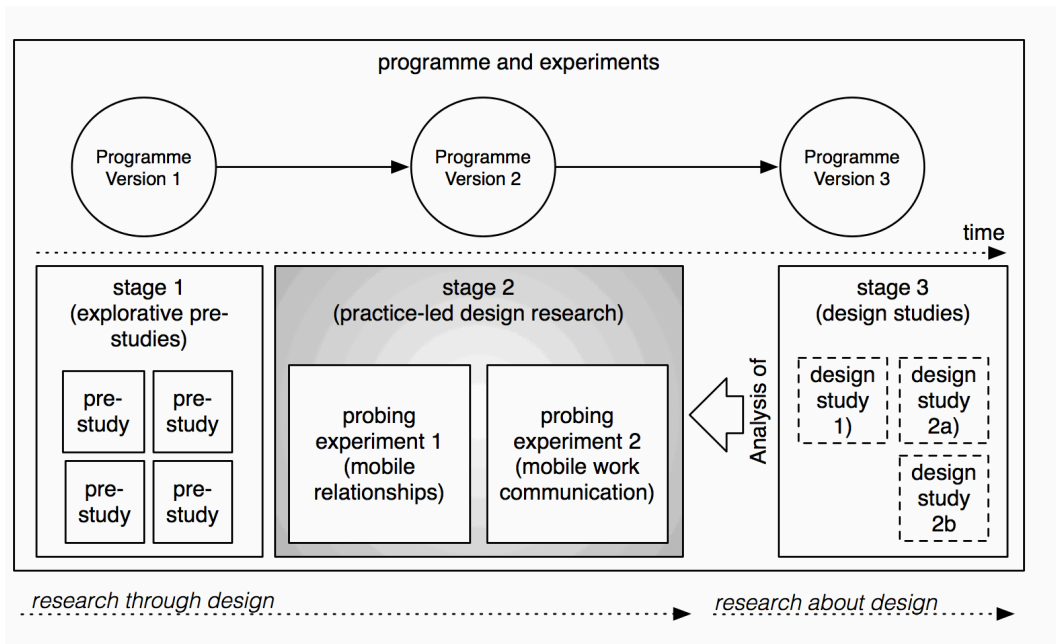 programme and experiments
Programme
Version 1
Programme
Version 2
Programme
Version 3
time
stage 1
(explorative pre-
studies)
pre-
study
pre-
study
pre-
study
pre-
study
stage 2
(practice-led design research)
probing
experiment 1
(mobile
relationships)
probing
experiment 2
(mobile work
communication)
Analysis of
stage 3
(design studies)
design
study
1)
design
study
2a)
design
study
2b
research through design
research about design